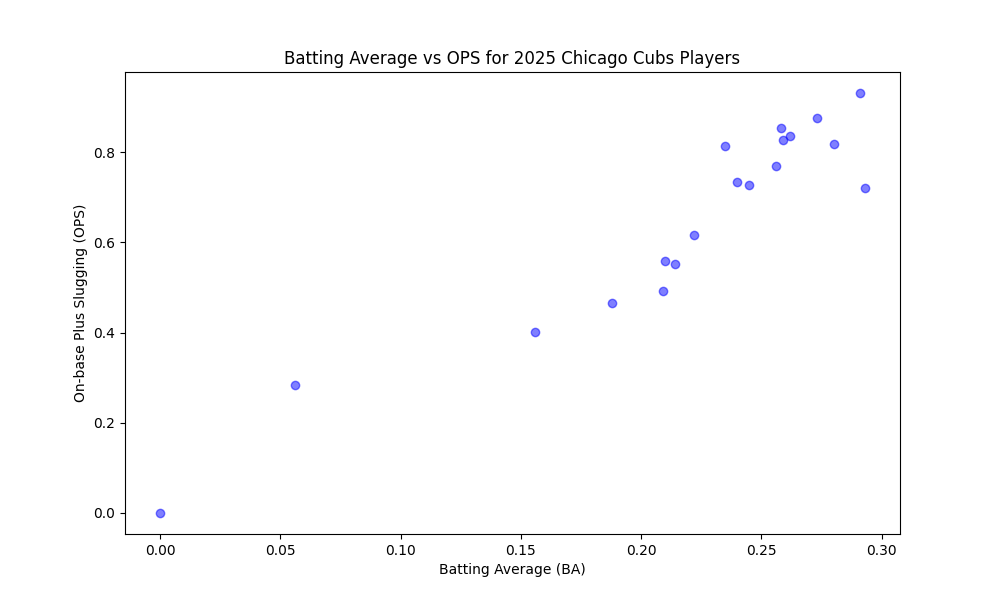 Batting Average vs OPS for 2025 Chicago Cubs Players
On-base Plus Slugging (OPS)
0.8
0.6
0.4
0.2
0.0
0.00 0.05 0.10 0.15 0.20 0.25 0.30
Batting Average (BA)